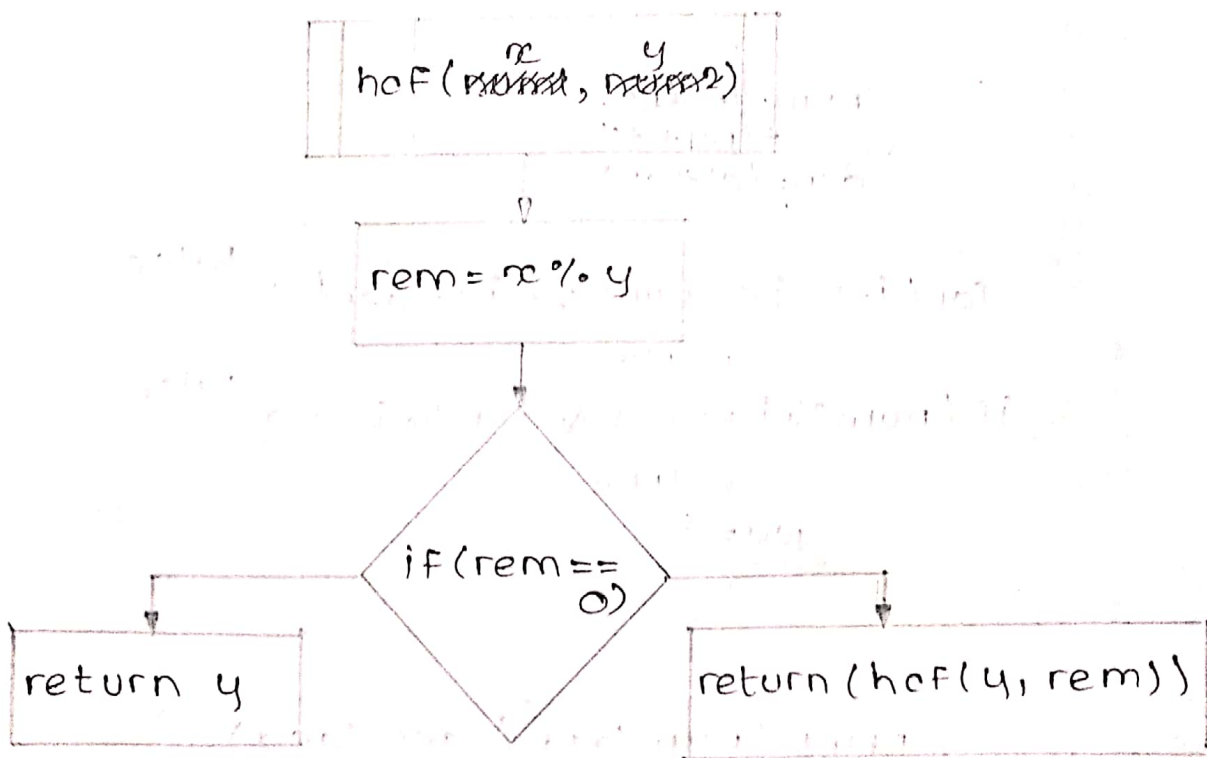 x y
hcf( , )
rem = x % y
if (rem ==
0)
return y
return (hcf(y, rem))